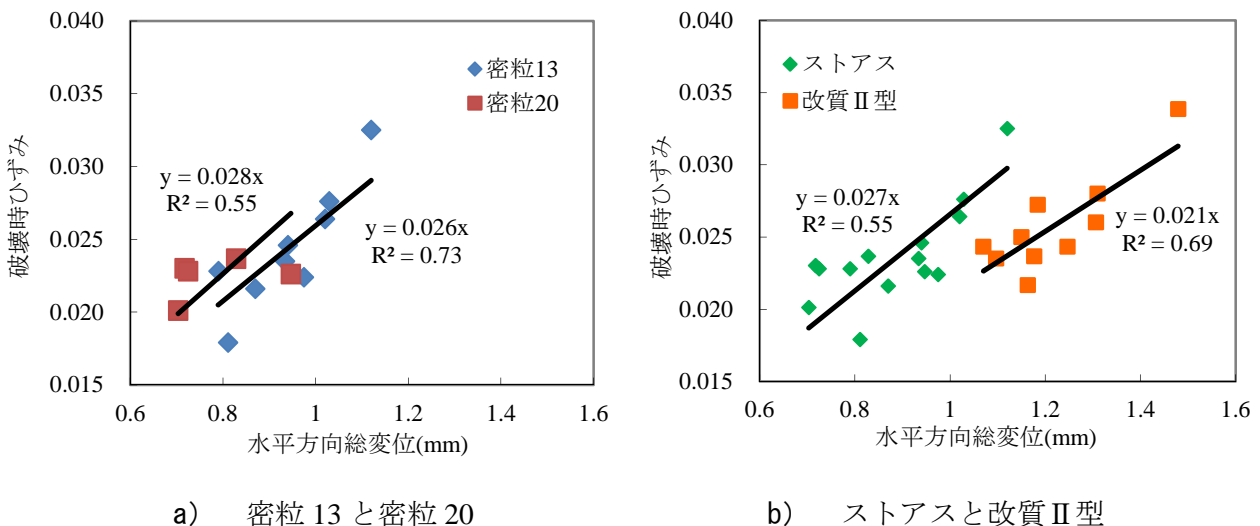 0.040
0.035
0.030
0.025
0.020
0.015
破壊時ひずみ
密粒13
密粒20
y = 0.028x
R² = 0.55
y = 0.026x
R² = 0.73
0.6 0.8 1 1.2 1.4 1.6
水平方向総変位(mm)
a) 密粒 13 と密粒 20
0.040
0.035
0.030
0.025
0.020
0.015
破壊時ひずみ
ストアス
改質Ⅱ型
y = 0.027x
R² = 0.55
y = 0.021x
R² = 0.69
0.6 0.8 1 1.2 1.4 1.6
水平方向総変位(mm)
b) ストアスと改質Ⅱ型